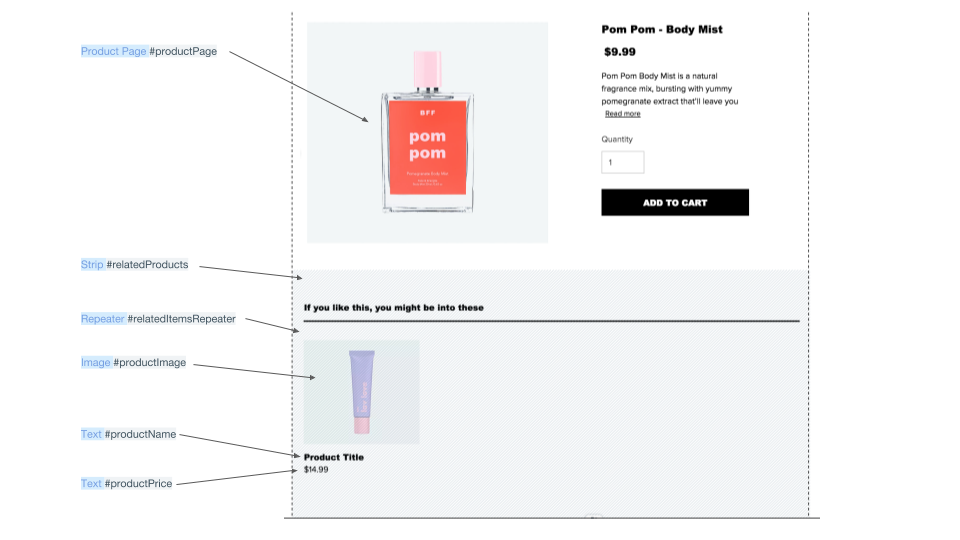 Product Page #productPage
Pom Pom - Body Mist
$9.99
Pom Pom Body Mist is a natural
fragrance mix, bursting with yummy
pomegranate extract that'll leave you
Read more
Quantity
1
ADD TO CART
BFF
pom
pom
Pomegranate Body Mist
Strip #relatedProducts
If you like this, you might be into these
Repeater #relatedItemsRepeater
Image #productImage
Text #productName
Product Title
$14.99
Text #productPrice